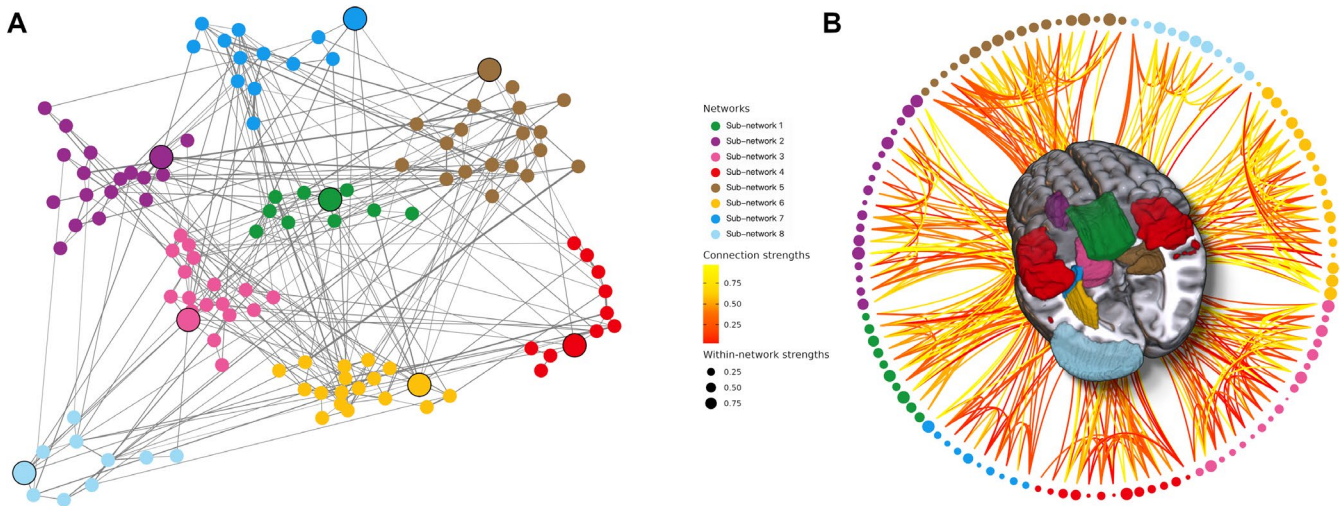 A
B
Networks
Sub-network 1
Sub-network 2
Sub-network 3
Sub-network 4
Sub-network 5
Sub-network 6
Sub-network 7
Sub-network 8
Connection strengths
0.75
0.50
0.25
Within-network strengths
0.25
0.50
0.75